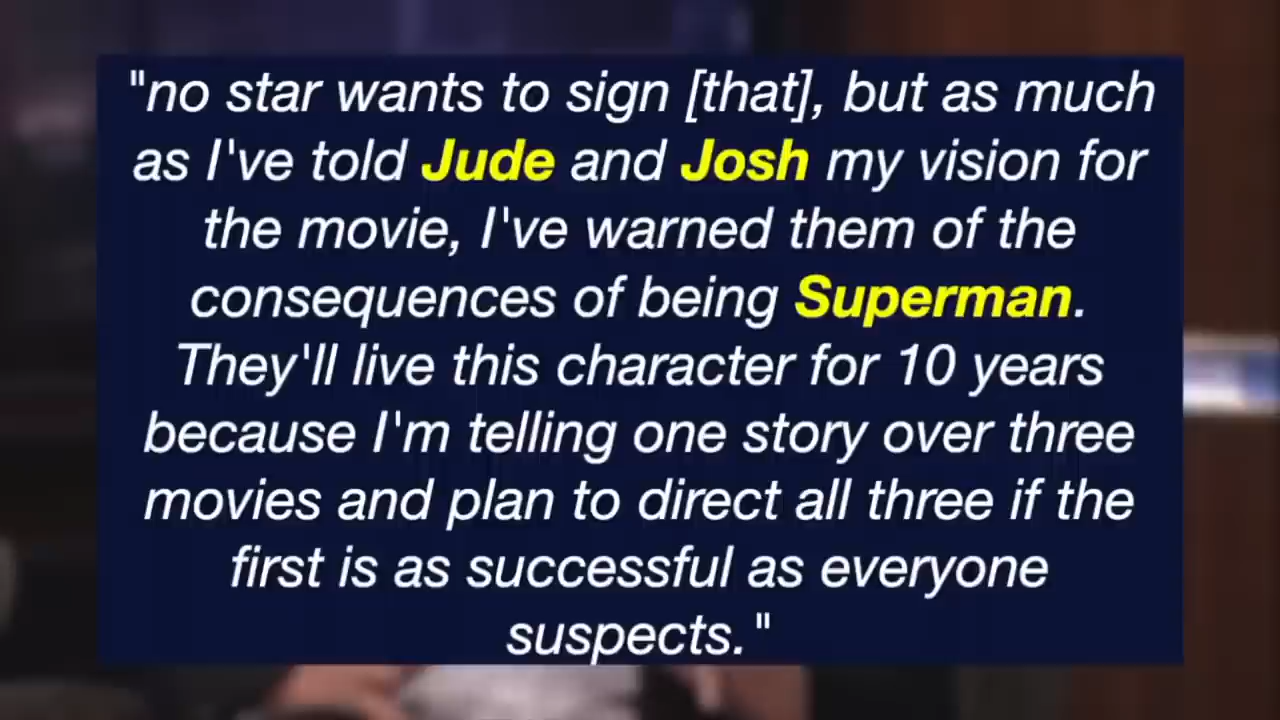 "no star wants to sign [that], but as much
as I've told Jude and Josh my vision for
the movie, I've warned them of the
consequences of being Superman.
They'll live this character for 10 years
because I'm telling one story over three
movies and plan to direct all three if the
first is as successful as everyone
suspects."